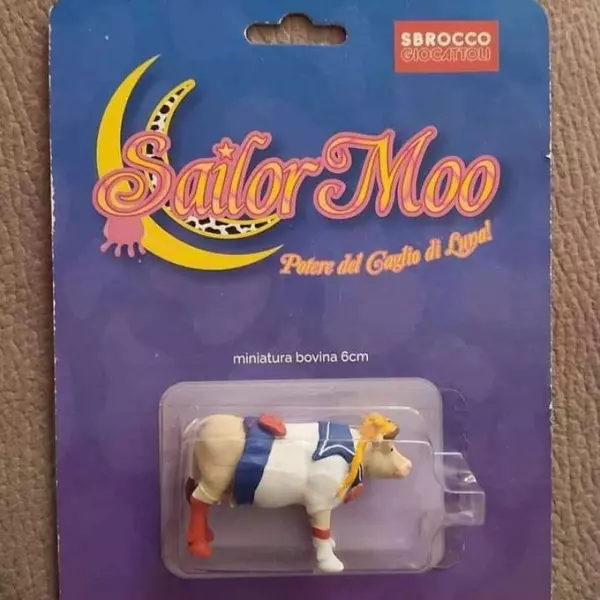 SBROCCO
GIOCATTOLI
Sailor Moo
Potere del Caglio di Luna!
miniatura bovina 6cm